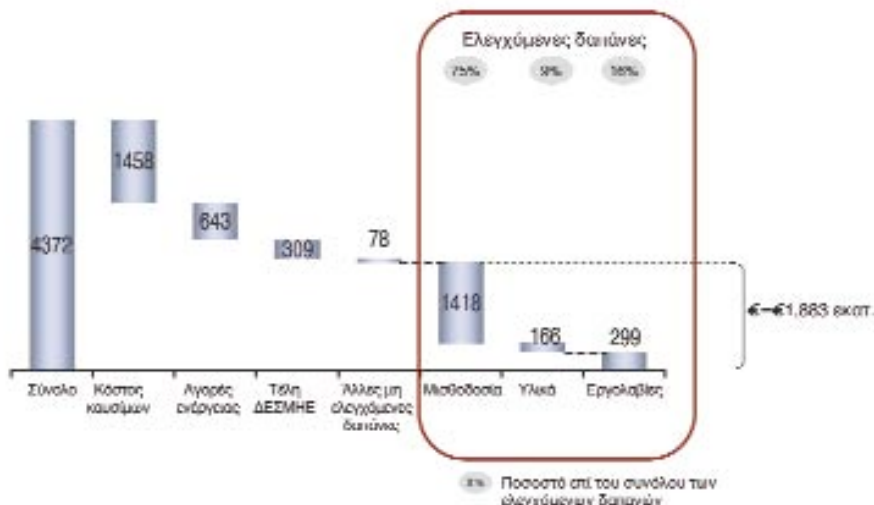 Ελεγχόμενες δαπάνες
75% 9% 16%
1458
643
4372
309
78
1418
166
299
€–€1.883 εκατ.
Σύνολο
Κόστος
καυσίμων
Αγορές
ενέργειας
Τέλη
ΔΕΣΜΗΕ
Άλλες μη
ελεγχόμενες
δαπάνες
Μισθοδοσία
Υλικά
Εργολαβίες
X% Ποσοστό επί του συνόλου των
ελεγχόμενων δαπανών